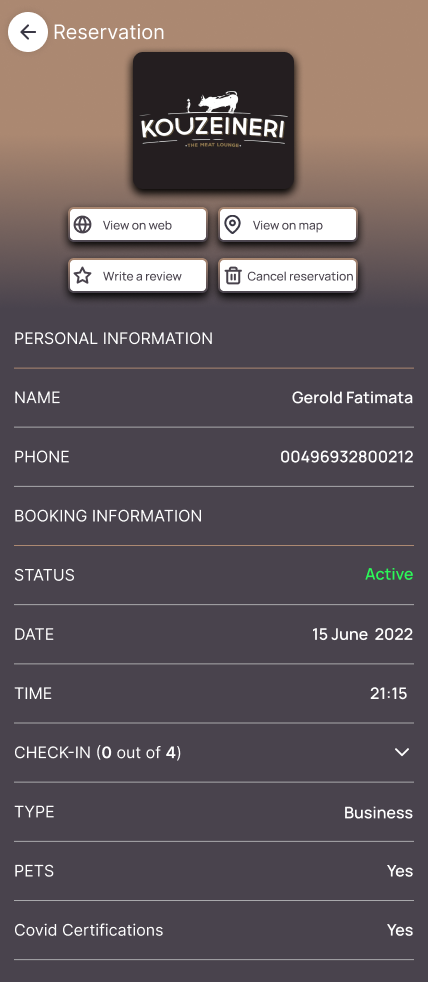 Reservation
KOUZEINERI
•THE MEAT LOUNGE•
View on web
View on map
Write a review
Cancel reservation
PERSONAL INFORMATION
NAME Gerold Fatimata
PHONE 00496932800212
BOOKING INFORMATION
STATUS Active
DATE 15 June 2022
TIME 21:15
CHECK-IN (0 out of 4)
TYPE Business
PETS Yes
Covid Certifications Yes